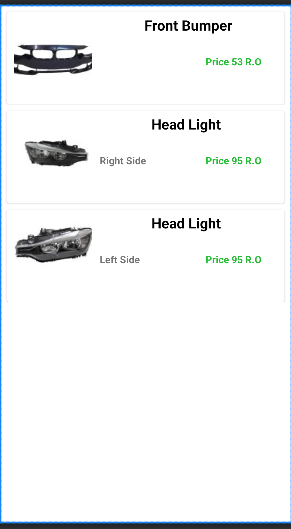 Front Bumper
Price 53 R.O
Head Light
Right Side Price 95 R.O
Head Light
Left Side Price 95 R.O